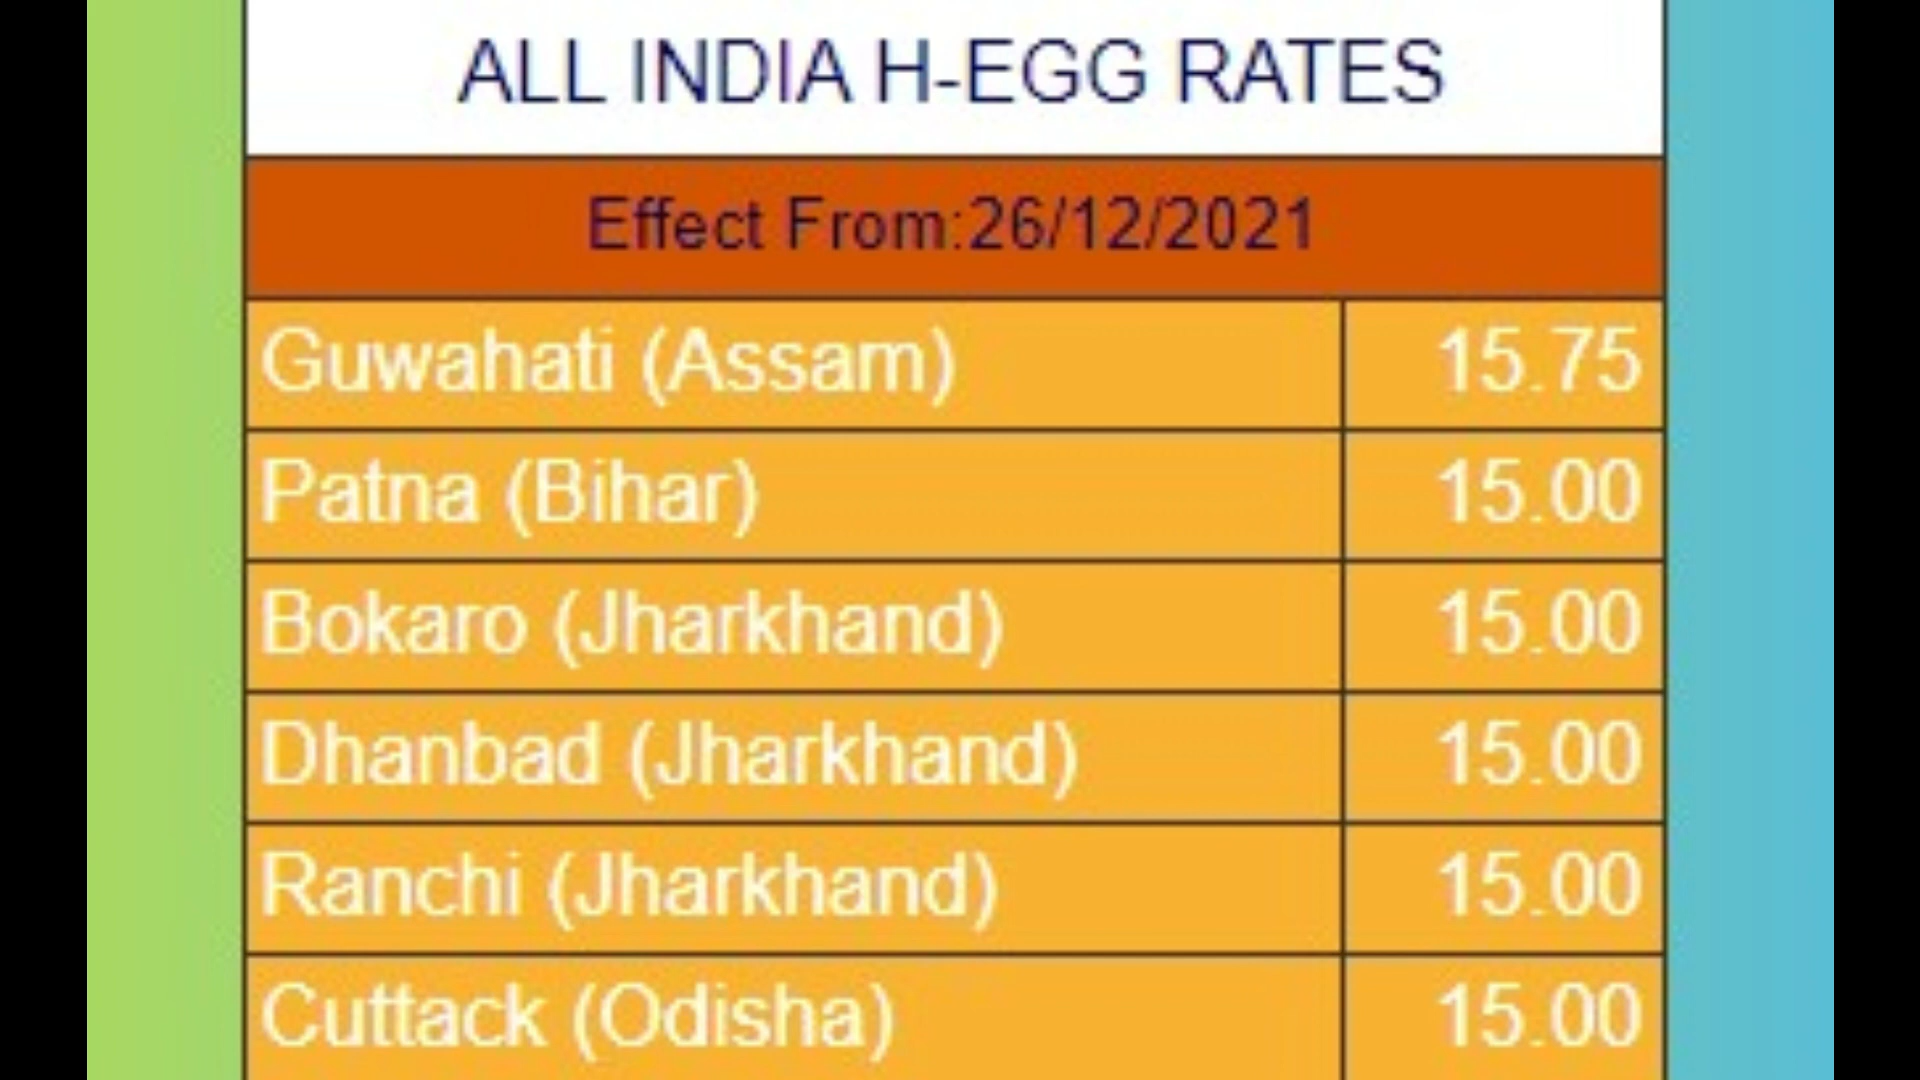 ALL INDIA H-EGG RATES
Effect From:26/12/2021
Guwahati (Assam) 15.75
Patna (Bihar) 15.00
Bokaro (Jharkhand) 15.00
Dhanbad (Jharkhand) 15.00
Ranchi (Jharkhand) 15.00
Cuttack (Odisha) 15.00